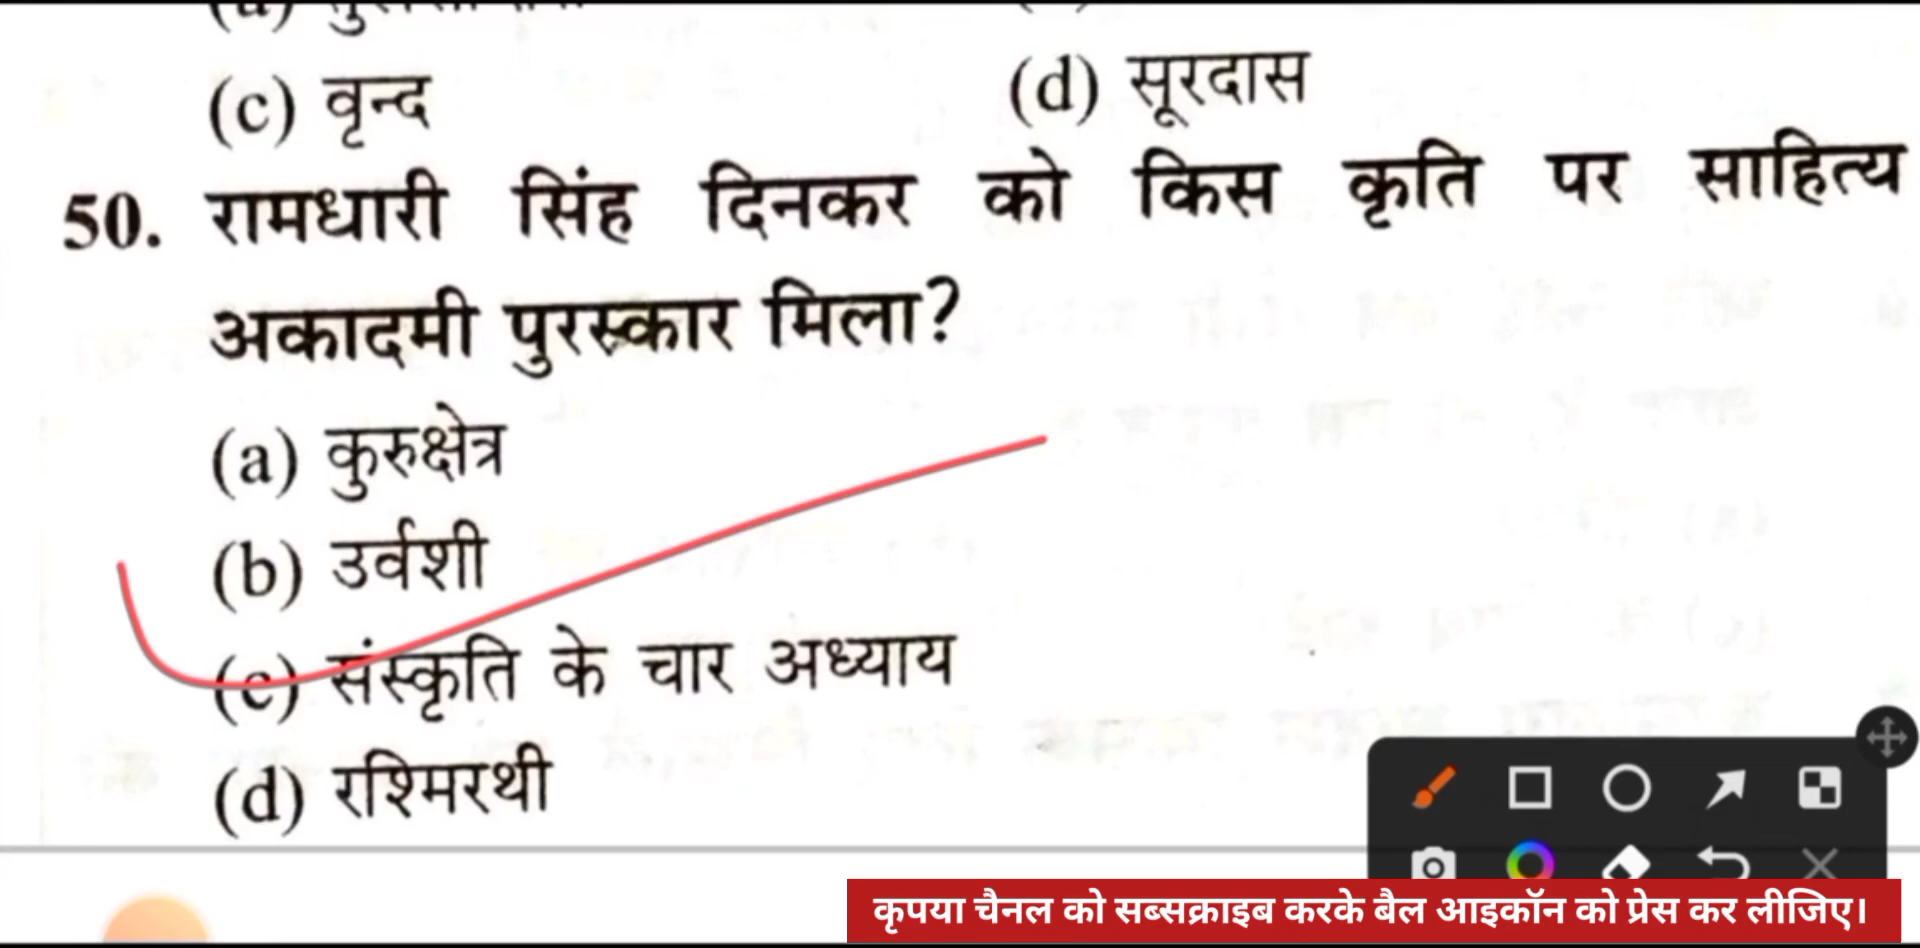 (c) वृन्द
(d) सूरदास
50. रामधारी सिंह दिनकर को किस कृति पर साहित्य
अकादमी पुरस्कार मिला?
(a) कुरुक्षेत्र
(b) उर्वशी
(c) संस्कृति के चार अध्याय
(d) रश्मिरथी
कृपया चैनल को सब्सक्राइब करके बैल आइकॉन को प्रेस कर लीजिए।